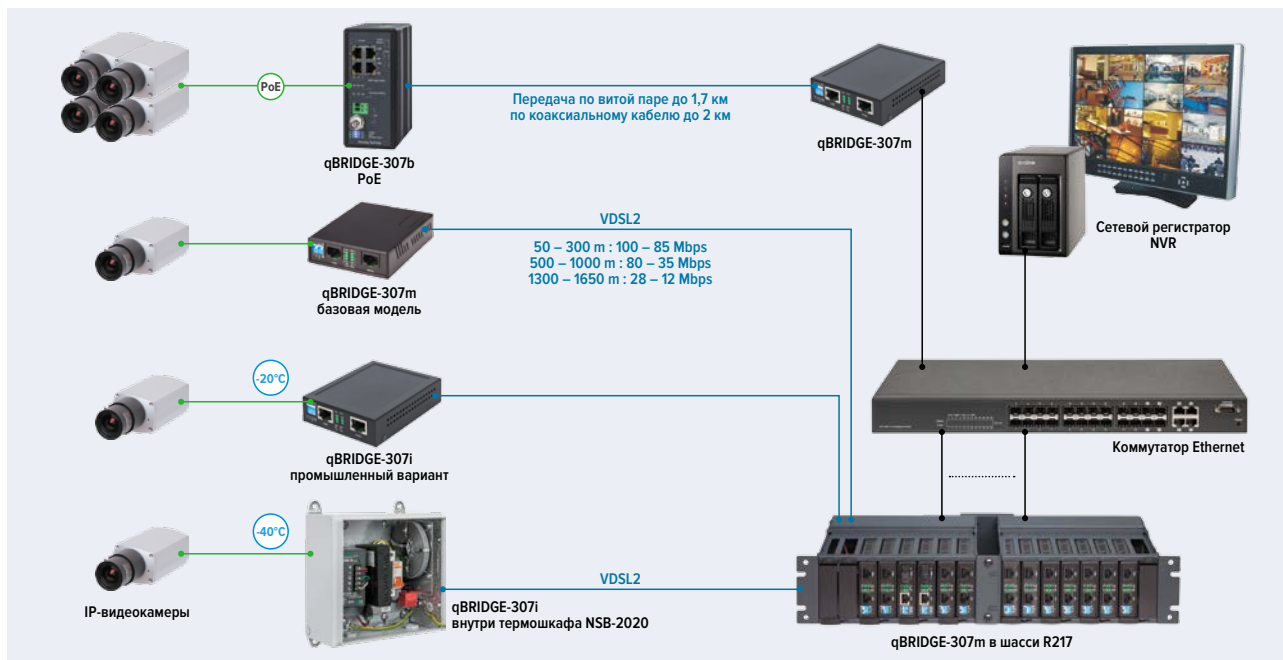 PoE
qBRIDGE-307b
PoE
Передача по витой паре до 1,7 км
по коаксиальному кабелю до 2 км
qBRIDGE-307m
Сетевой регистратор
NVR
VDSL2
50 – 300 m : 100 – 85 Mbps
500 – 1000 m : 80 – 35 Mbps
1300 – 1650 m : 28 – 12 Mbps
qBRIDGE-307m
базовая модель
-20°C
qBRIDGE-307i
промышленный вариант
Коммутатор Ethernet
-40°C
IP-видеокамеры
VDSL2
qBRIDGE-307i
внутри термошкафа NSB-2020
qBRIDGE-307m в шасси R217